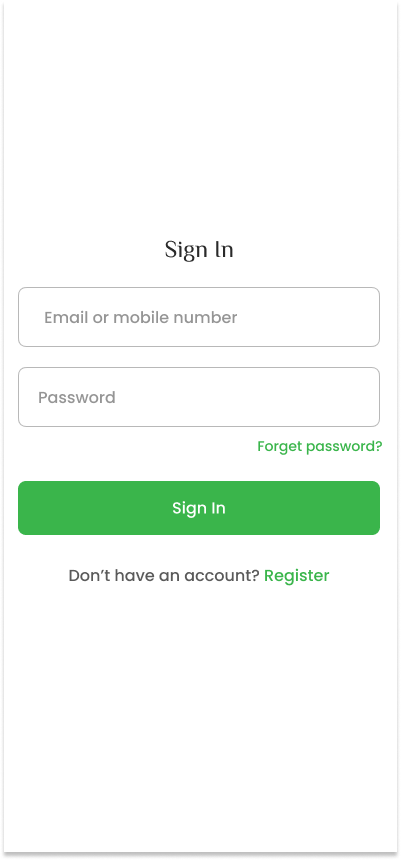 Sign In
Email or mobile number
Password
Forget password?
Sign In
Don’t have an account? Register